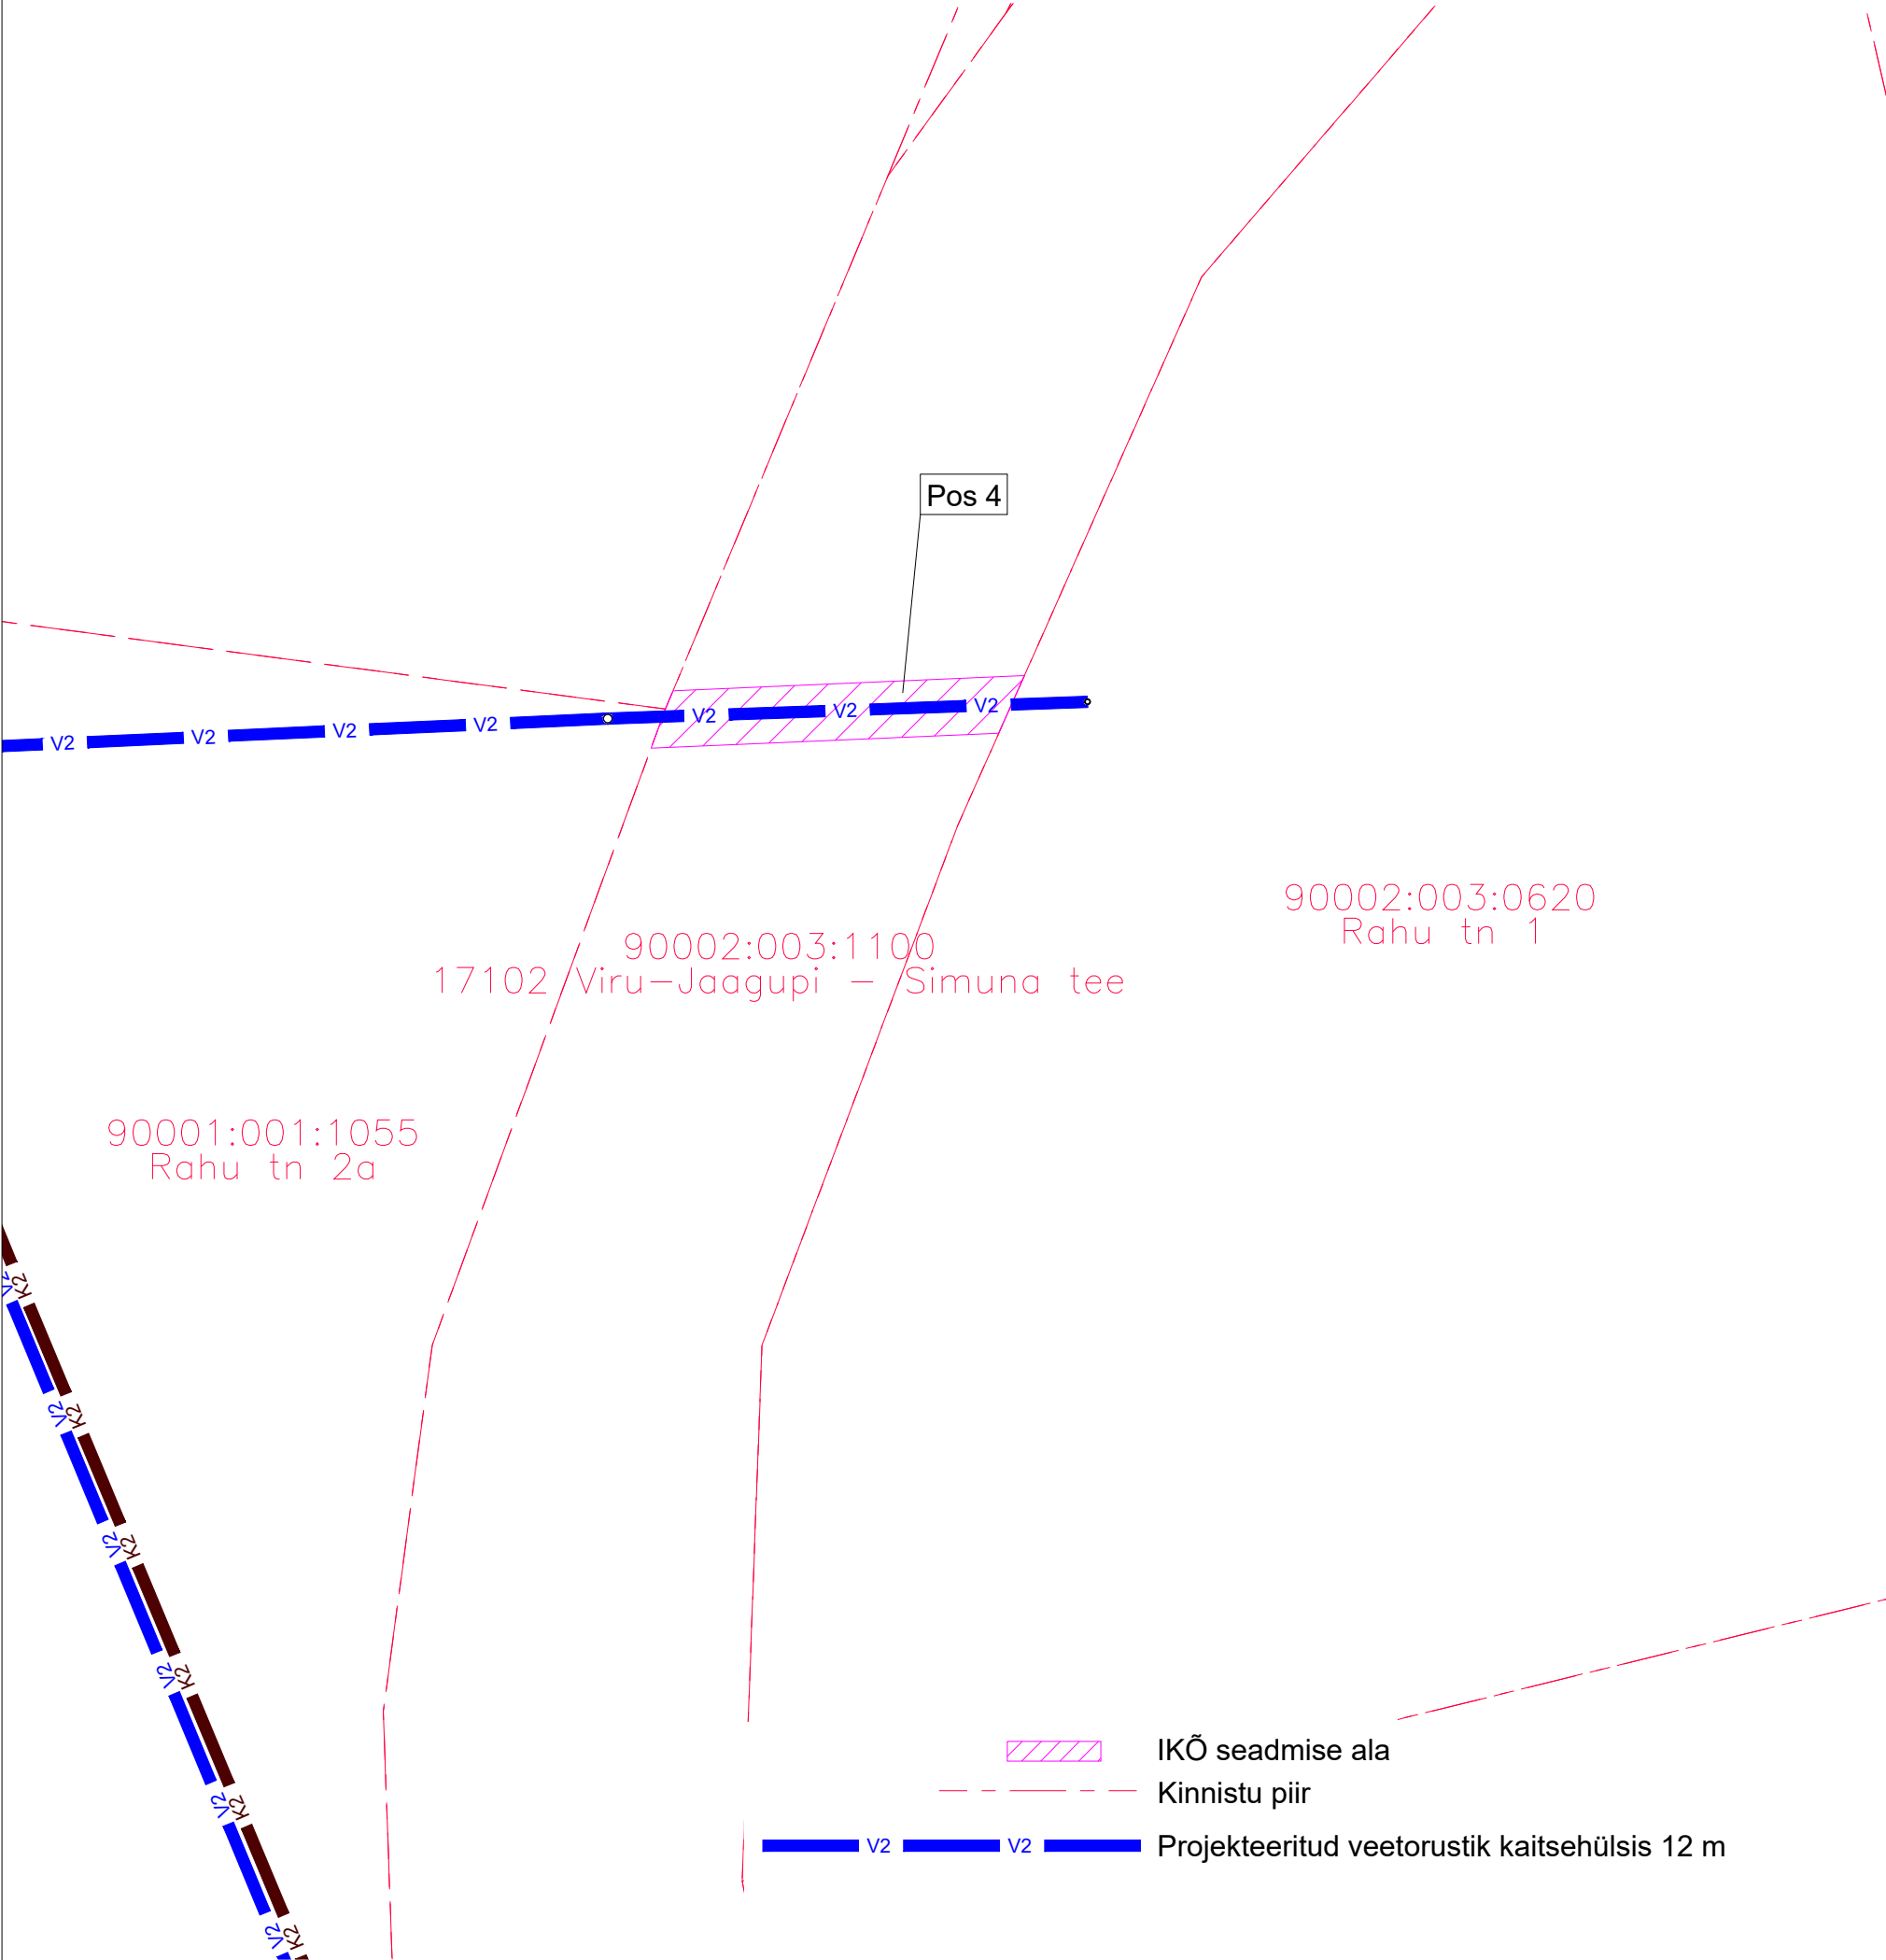 Pos 4
V2 V2 V2 V2 V2 V2 V2
90002:003:0620
Rahu tn 1
90002:003:1100
17102 Viru-Jaagupi - Simuna tee
90001:001:1055
Rahu tn 2a
V2 K2
V2 K2
V2 K2
V2 K2
V2 K2
V2 K2
IKÕ seadmise ala
Kinnistu piir
V2 V2 Projekteeritud veetorustik kaitsehülsis 12 m